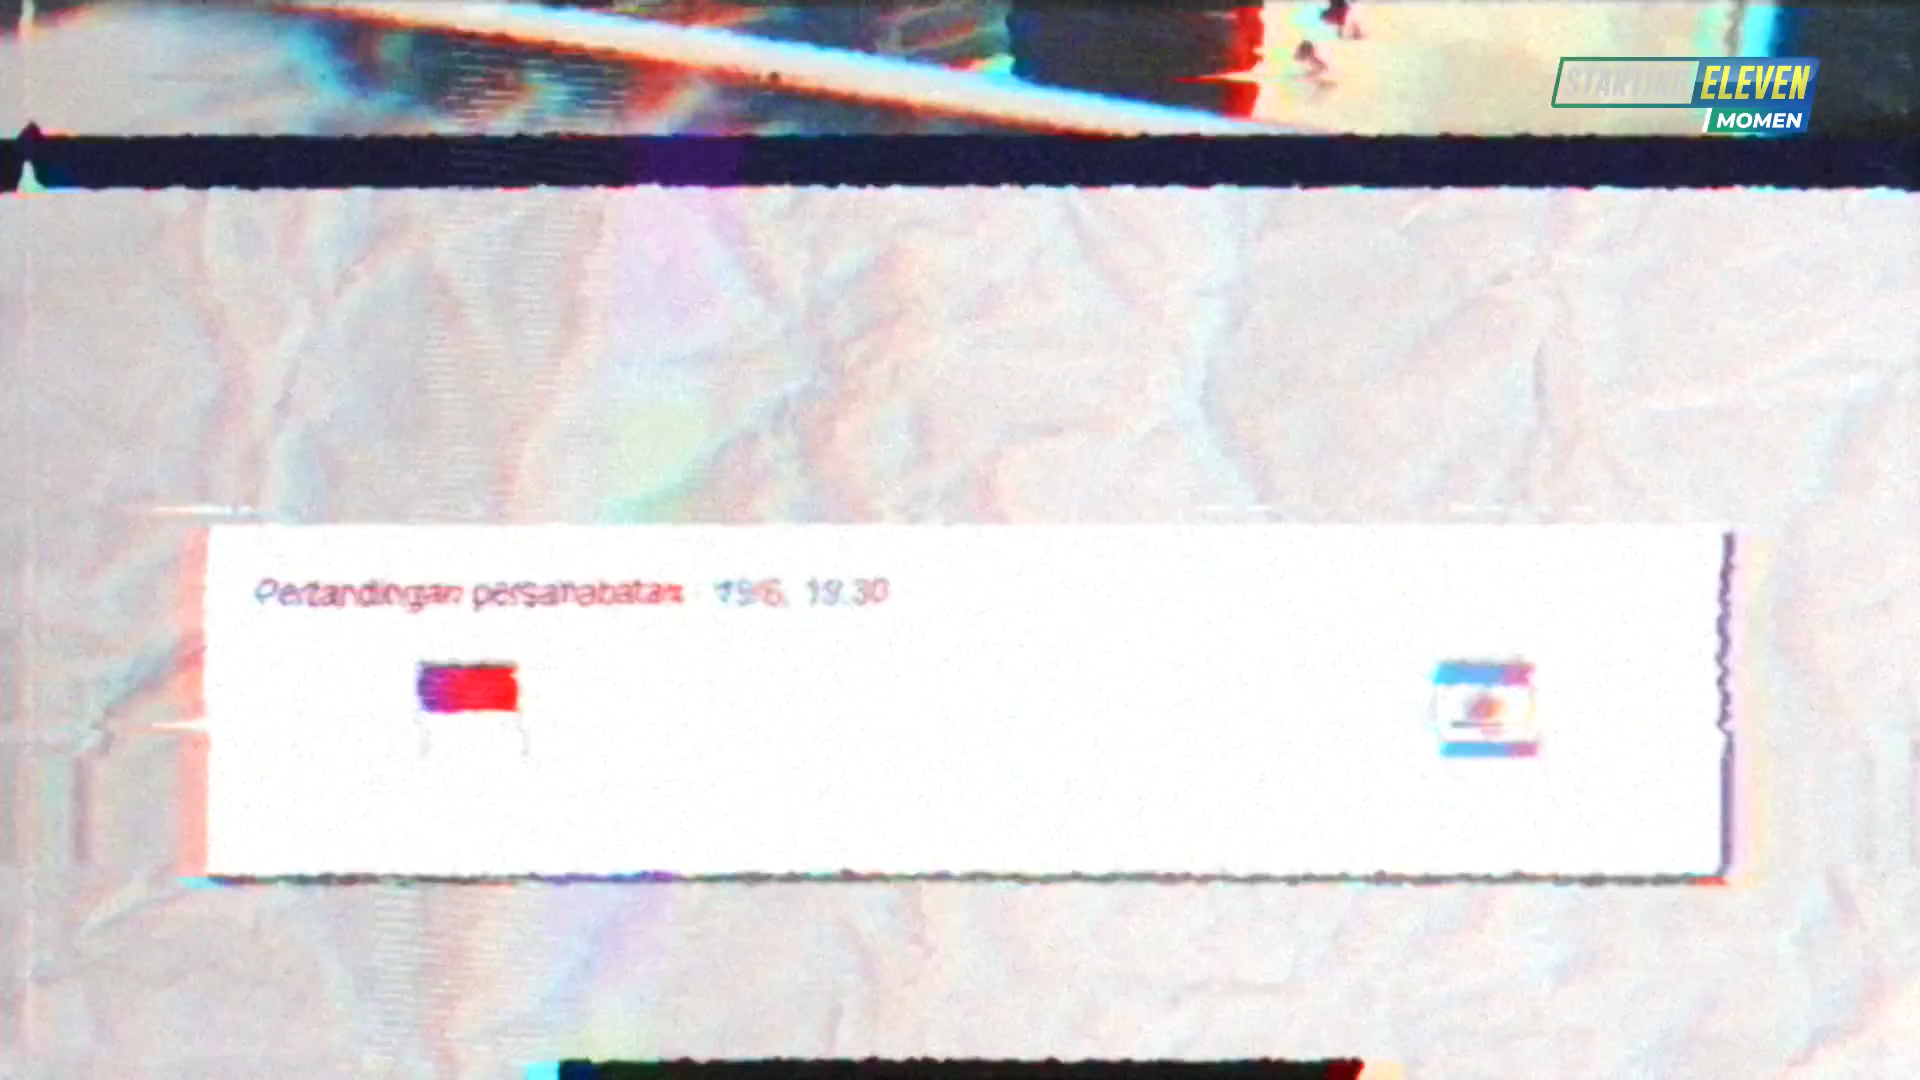 STARTING ELEVEN
MOMEN
Pertandingan persahabatan · 19/6, 19.30